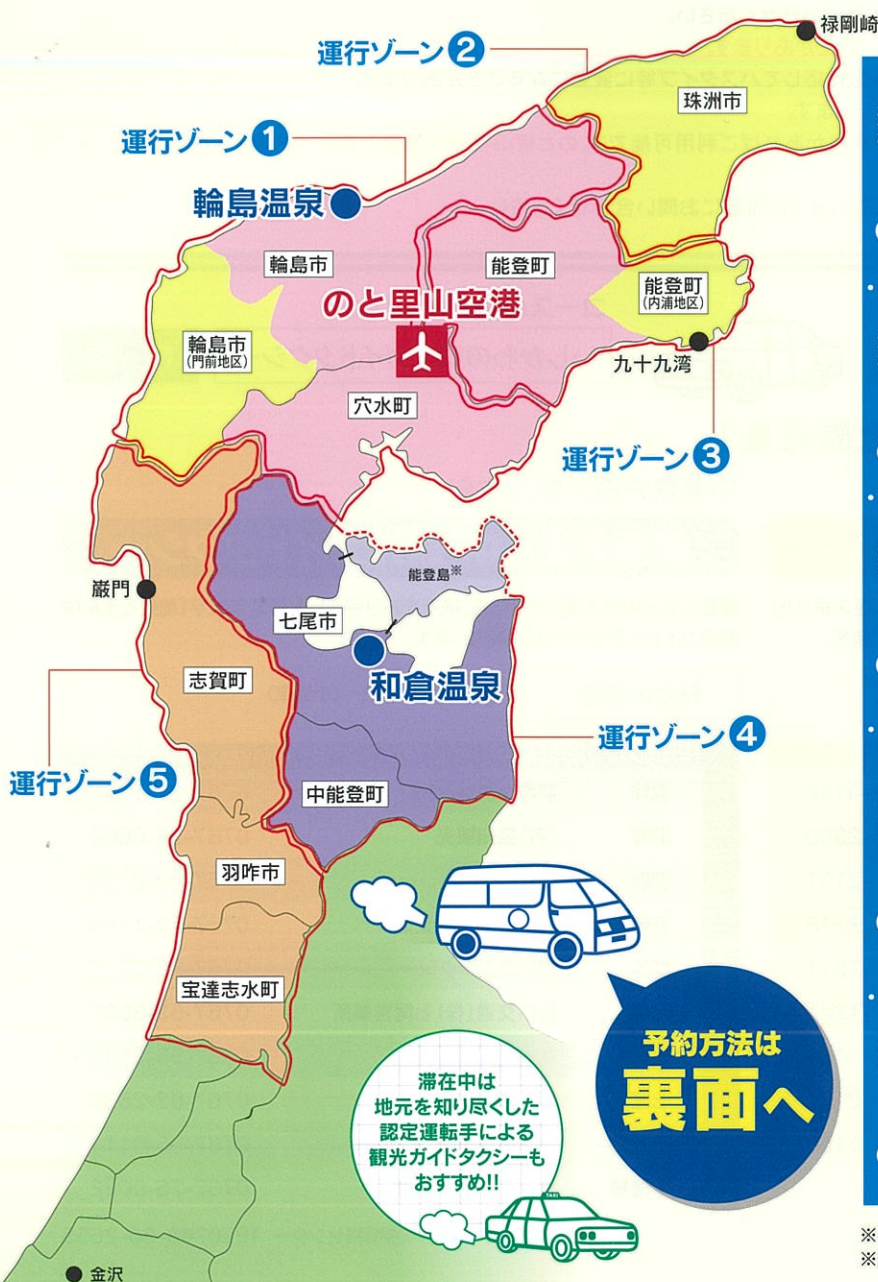 禄剛崎
運行ゾーン2
珠洲市
運行ゾーン1
輪島温泉
輪島市
能登町
能登町
(内浦地区)
のと里山空港
輪島市
(門前地区)
九十九湾
穴水町
運行ゾーン3
能登島※
巌門
七尾市
和倉温泉
志賀町
運行ゾーン4
運行ゾーン5
中能登町
羽咋市
宝達志水町
予約方法は
裏面へ
滞在中は
地元を知り尽くした
認定運転手による
観光ガイドタクシーも
おすすめ!!
金沢
※
※